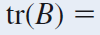 tr(B) =